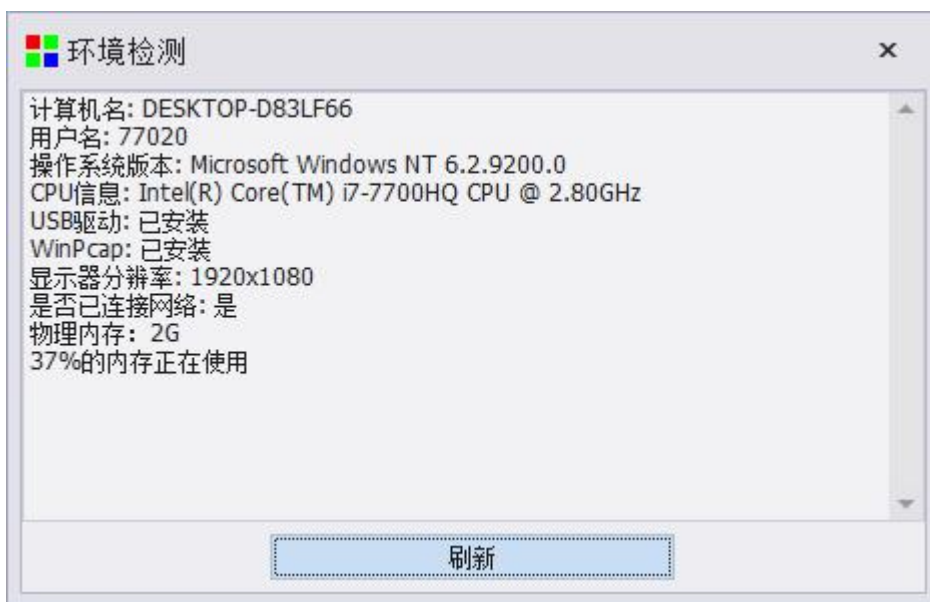 环境检测
计算机名: DESKTOP-D83LF66
用户名: 77020
操作系统版本: Microsoft Windows NT 6.2.9200.0
CPU信息: Intel(R) Core(TM) i7-7700HQ CPU @ 2.80GHz
USB驱动: 已安装
WinPcap: 已安装
显示器分辨率: 1920x1080
是否已连接网络: 是
物理内存：2G
37%的内存正在使用
刷新